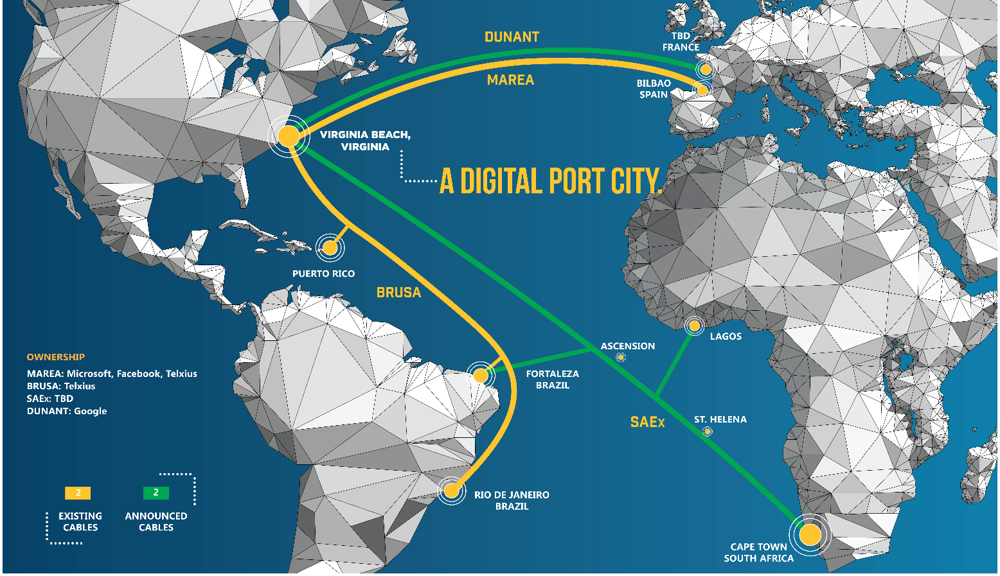 DUNANT
TBD
FRANCE
MAREA
BILBAO
SPAIN
VIRGINIA BEACH,
VIRGINIA
A DIGITAL PORT CITY.
PUERTO RICO
BRUSA
LAGOS
ASCENSION
FORTALEZA
BRAZIL
SAEx
ST. HELENA
OWNERSHIP
MAREA: Microsoft, Facebook, Telxius
BRUSA: Telxius
SAEx: TBD
DUNANT: Google
RIO DE JANEIRO
BRAZIL
2
EXISTING
CABLES
2
ANNOUNCED
CABLES
CAPE TOWN
SOUTH AFRICA